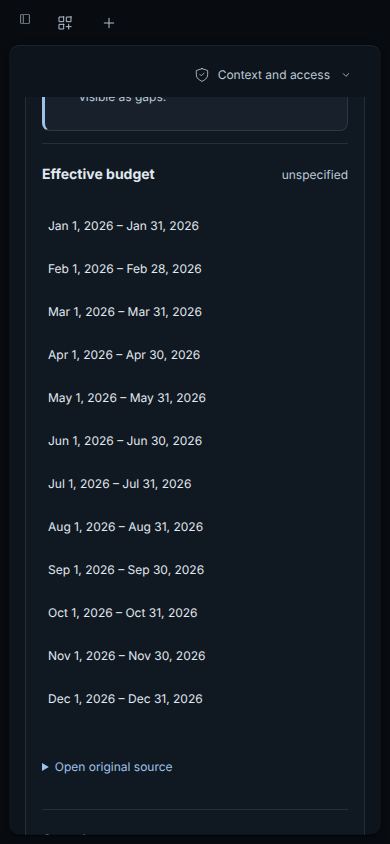 Context and access
visible as gaps.
Effective budget
unspecified
Jan 1, 2026 – Jan 31, 2026
Feb 1, 2026 – Feb 28, 2026
Mar 1, 2026 – Mar 31, 2026
Apr 1, 2026 – Apr 30, 2026
May 1, 2026 – May 31, 2026
Jun 1, 2026 – Jun 30, 2026
Jul 1, 2026 – Jul 31, 2026
Aug 1, 2026 – Aug 31, 2026
Sep 1, 2026 – Sep 30, 2026
Oct 1, 2026 – Oct 31, 2026
Nov 1, 2026 – Nov 30, 2026
Dec 1, 2026 – Dec 31, 2026
Open original source